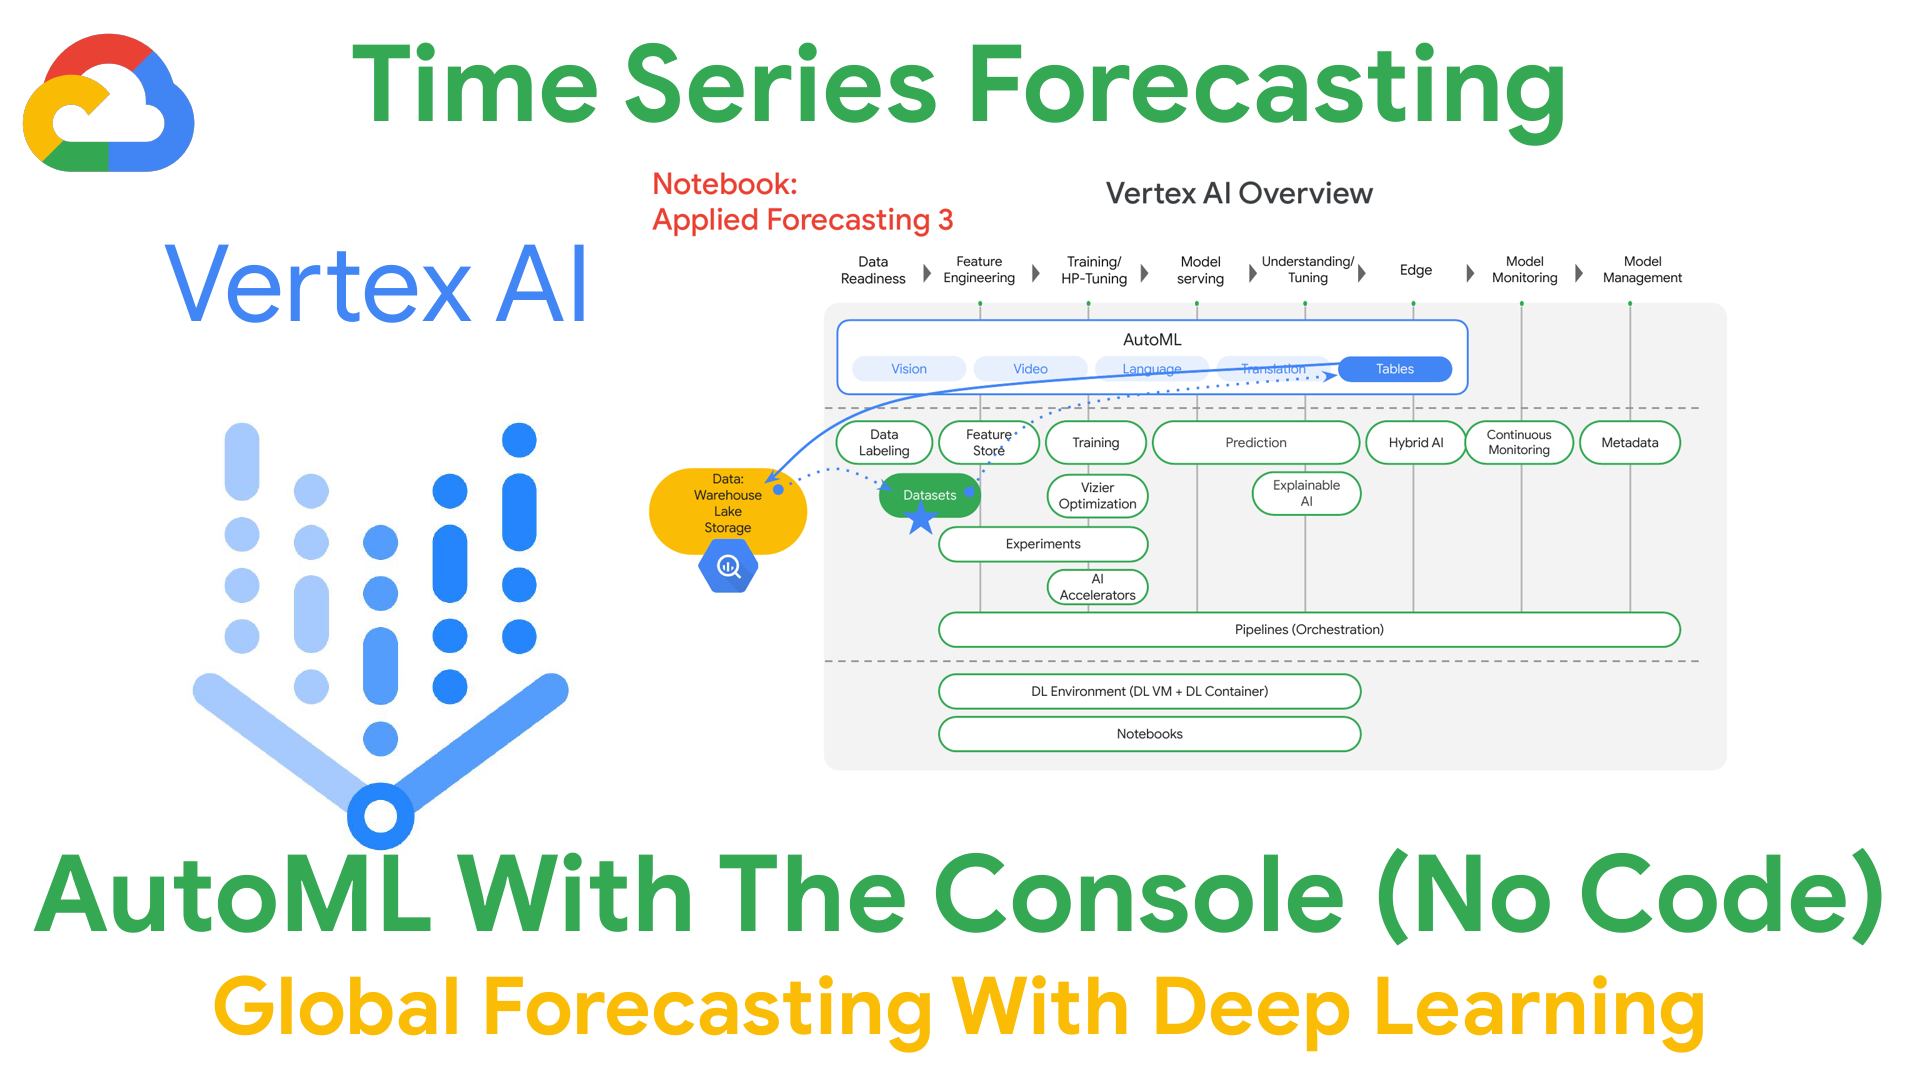 Time Series Forecasting
Notebook:
Applied Forecasting 3
Vertex AI Overview
Vertex AI
Data
Readiness
Feature
Engineering
Training/
HP-Tuning
Model
serving
Understanding/
Tuning
Edge
Model
Monitoring
Model
Management
AutoML
Vision
Video
Language
Translation
Tables
Data
Labeling
Feature
Store
Training
Prediction
Hybrid AI
Continuous
Monitoring
Metadata
Data:
Warehouse
Lake
Storage
Datasets
Vizier
Optimization
Explainable
AI
Experiments
AI
Accelerators
Pipelines (Orchestration)
DL Environment (DL VM + DL Container)
Notebooks
AutoML With The Console (No Code)
Global Forecasting With Deep Learning